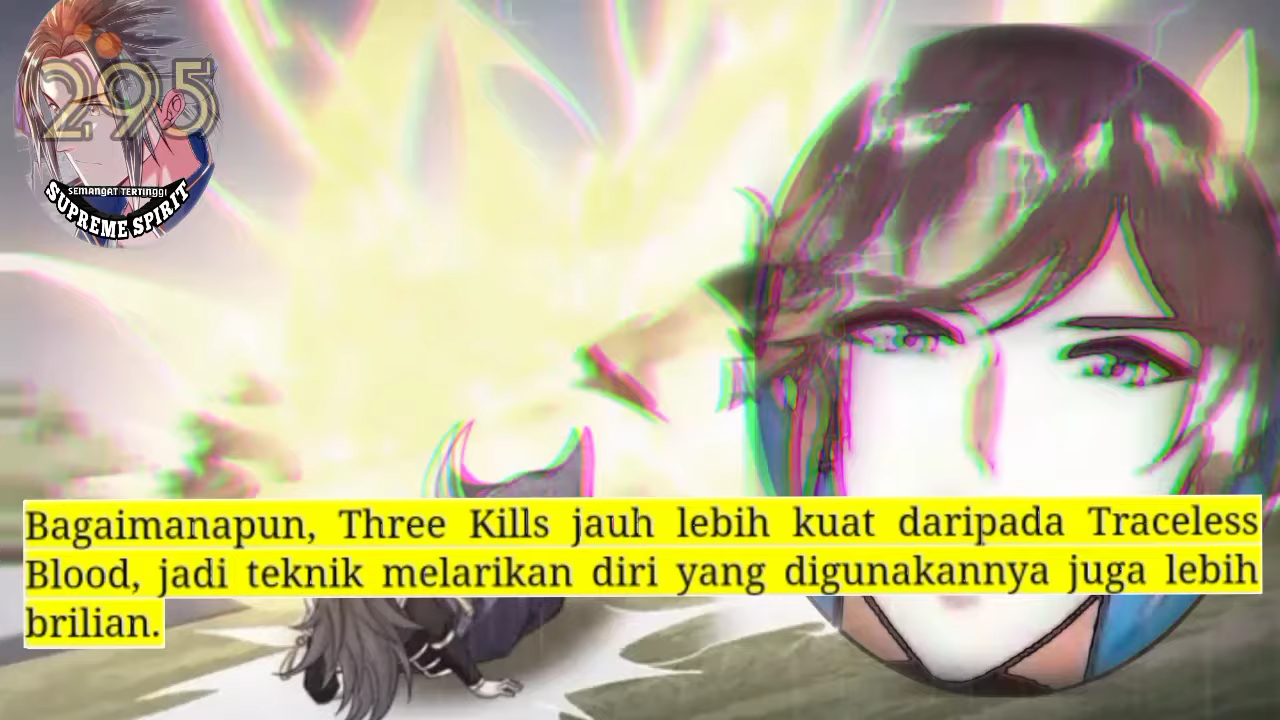 295
SEMANGAT TERTINGGI
SUPREME SPIRIT
Bagaimanapun, Three Kills jauh lebih kuat daripada Traceless
Blood, jadi teknik melarikan diri yang digunakannya juga lebih
brilian.